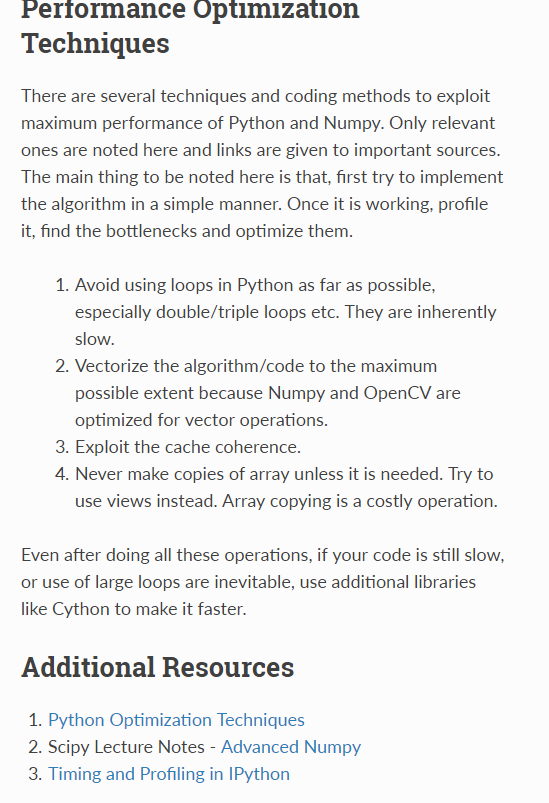 Performance Optimization
Techniques
There are several techniques and coding methods to exploit
maximum performance of Python and Numpy. Only relevant
ones are noted here and links are given to important sources.
The main thing to be noted here is that, first try to implement
the algorithm in a simple manner. Once it is working, profile
it, find the bottlenecks and optimize them.
1. Avoid using loops in Python as far as possible,
especially double/triple loops etc. They are inherently
slow.
2. Vectorize the algorithm/code to the maximum
possible extent because Numpy and OpenCV are
optimized for vector operations.
3. Exploit the cache coherence.
4. Never make copies of array unless it is needed. Try to
use views instead. Array copying is a costly operation.
Even after doing all these operations, if your code is still slow,
or use of large loops are inevitable, use additional libraries
like Cython to make it faster.
Additional Resources
1. Python Optimization Techniques
2. Scipy Lecture Notes - Advanced Numpy
3. Timing and Profiling in IPython